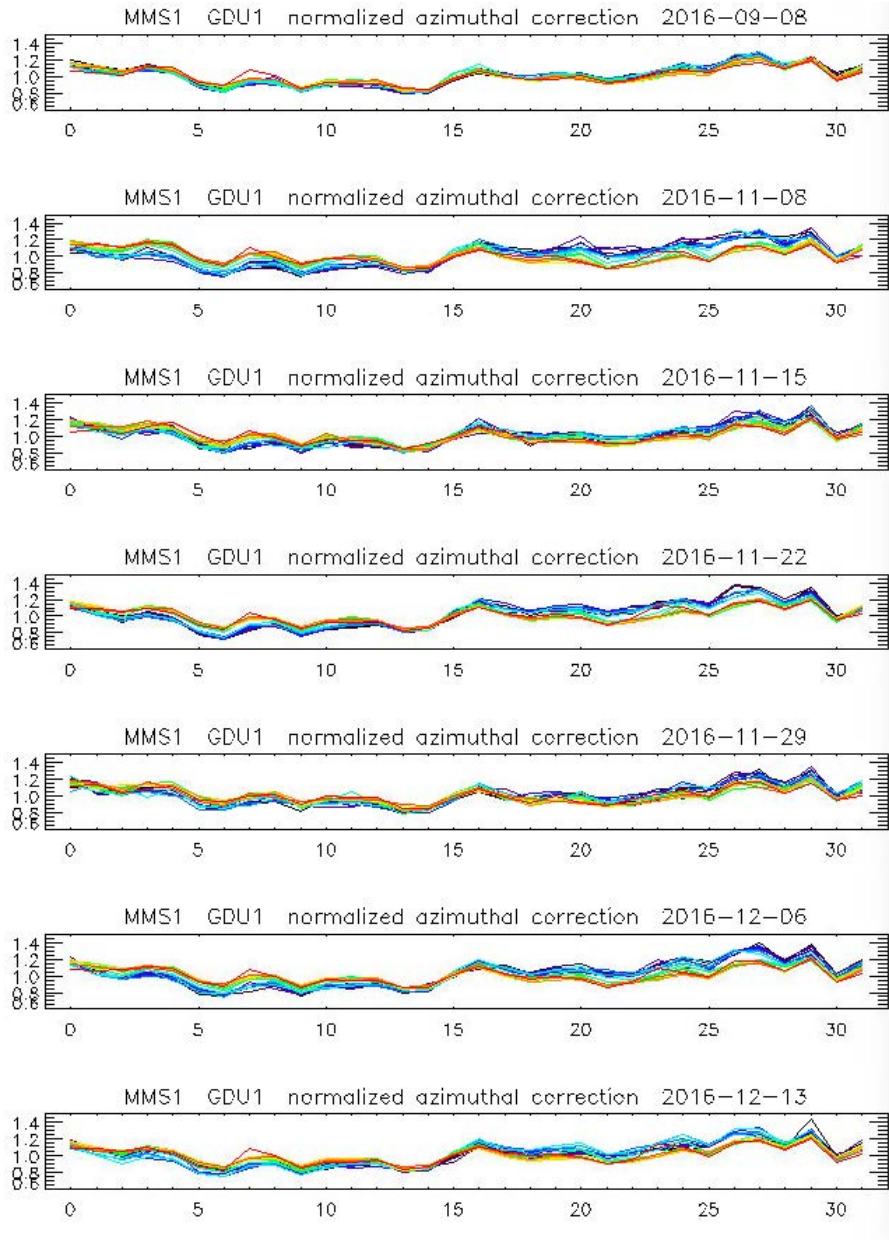 MMS1 GDU1 normalized azimuthal correction 2016-09-08
1.4
1.2
1.0
0.8
0.6
0 5 10 15 20 25 30
MMS1 GDU1 normalized azimuthal correction 2016-11-08
1.4
1.2
1.0
0.8
0.6
0 5 10 15 20 25 30
MMS1 GDU1 normalized azimuthal correction 2016-11-15
1.4
1.2
1.0
0.8
0.6
0 5 10 15 20 25 30
MMS1 GDU1 normalized azimuthal correction 2016-11-22
1.4
1.2
1.0
0.8
0.6
0 5 10 15 20 25 30
MMS1 GDU1 normalized azimuthal correction 2016-11-29
1.4
1.2
1.0
0.8
0.6
0 5 10 15 20 25 30
MMS1 GDU1 normalized azimuthal correction 2016-12-06
1.4
1.2
1.0
0.8
0.6
0 5 10 15 20 25 30
MMS1 GDU1 normalized azimuthal correction 2016-12-13
1.4
1.2
1.0
0.8
0.6
0 5 10 15 20 25 30